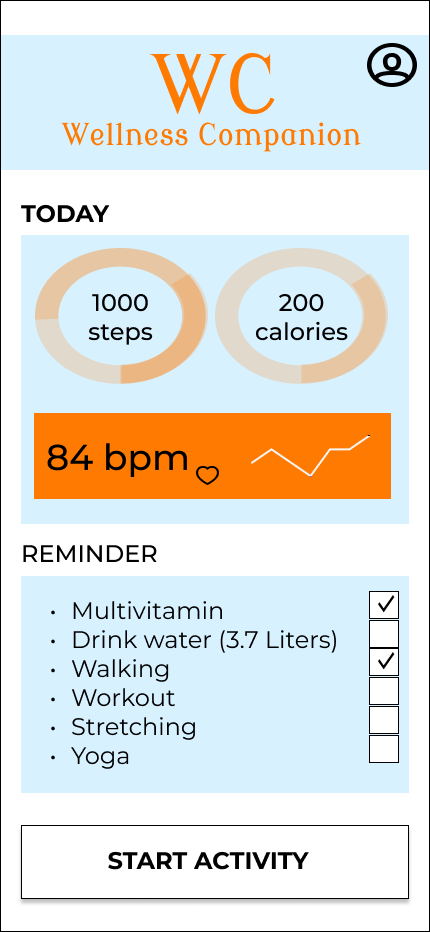 WC
Wellness Companion
TODAY
1000
steps
200
calories
84 bpm
REMINDER
• Multivitamin
• Drink water (3.7 Liters)
• Walking
• Workout
• Stretching
• Yoga
START ACTIVITY